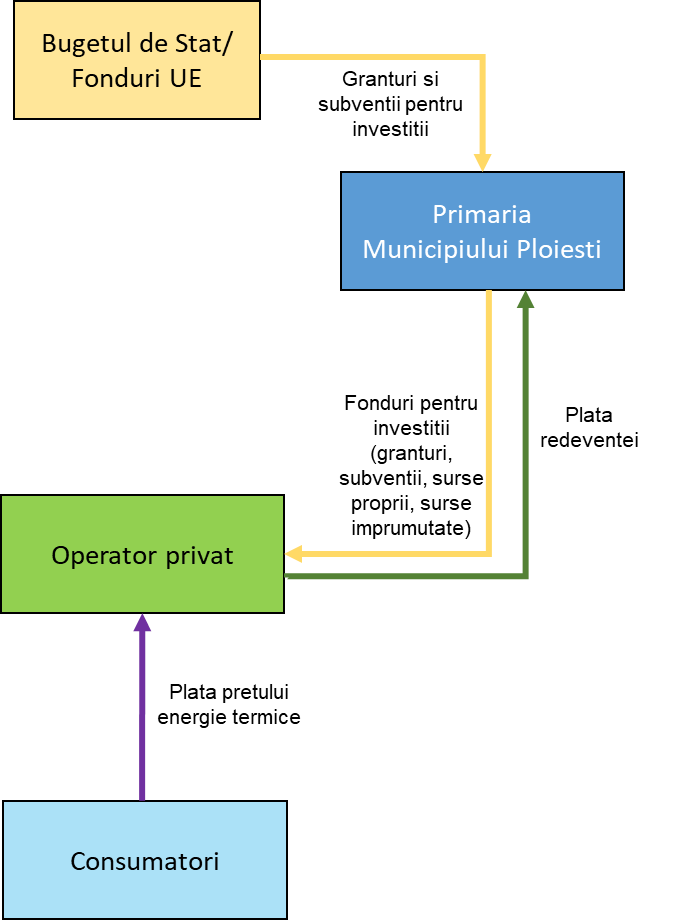 Bugetul de Stat/
Fonduri UE
Granturi si
subventii pentru
investitii
Primaria
Municipiului Ploiesti
Fonduri pentru
investitii
(granturi,
subventii, surse
proprii, surse
imprumutate)
Plata
redeventei
Operator privat
Plata pretului
energie termice
Consumatori